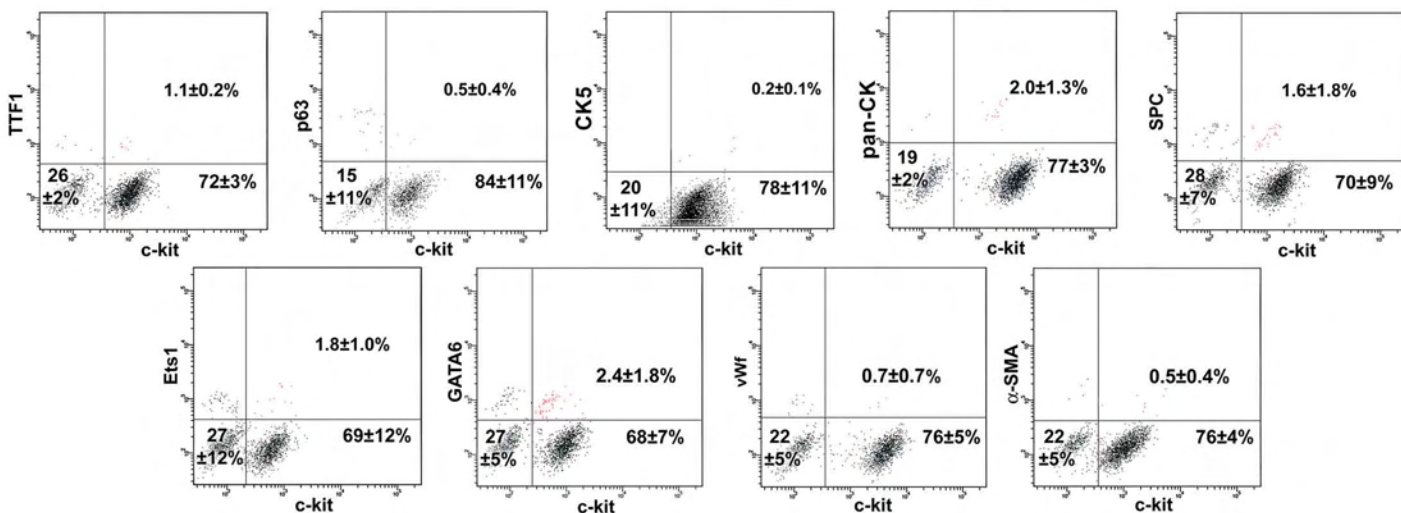 TTF1
1.1±0.2%
26
±2%
72±3%
c-kit
p63
0.5±0.4%
15
±11%
84±11%
c-kit
CK5
0.2±0.1%
20
±11%
78±11%
c-kit
pan-CK
2.0±1.3%
19
±2%
77±3%
c-kit
SPC
1.6±1.8%
28
±7%
70±9%
c-kit
Ets1
1.8±1.0%
27
±12%
69±12%
c-kit
GATA6
2.4±1.8%
27
±5%
68±7%
c-kit
vWf
0.7±0.7%
22
±5%
76±5%
c-kit
α-SMA
0.5±0.4%
22
±5%
76±4%
c-kit